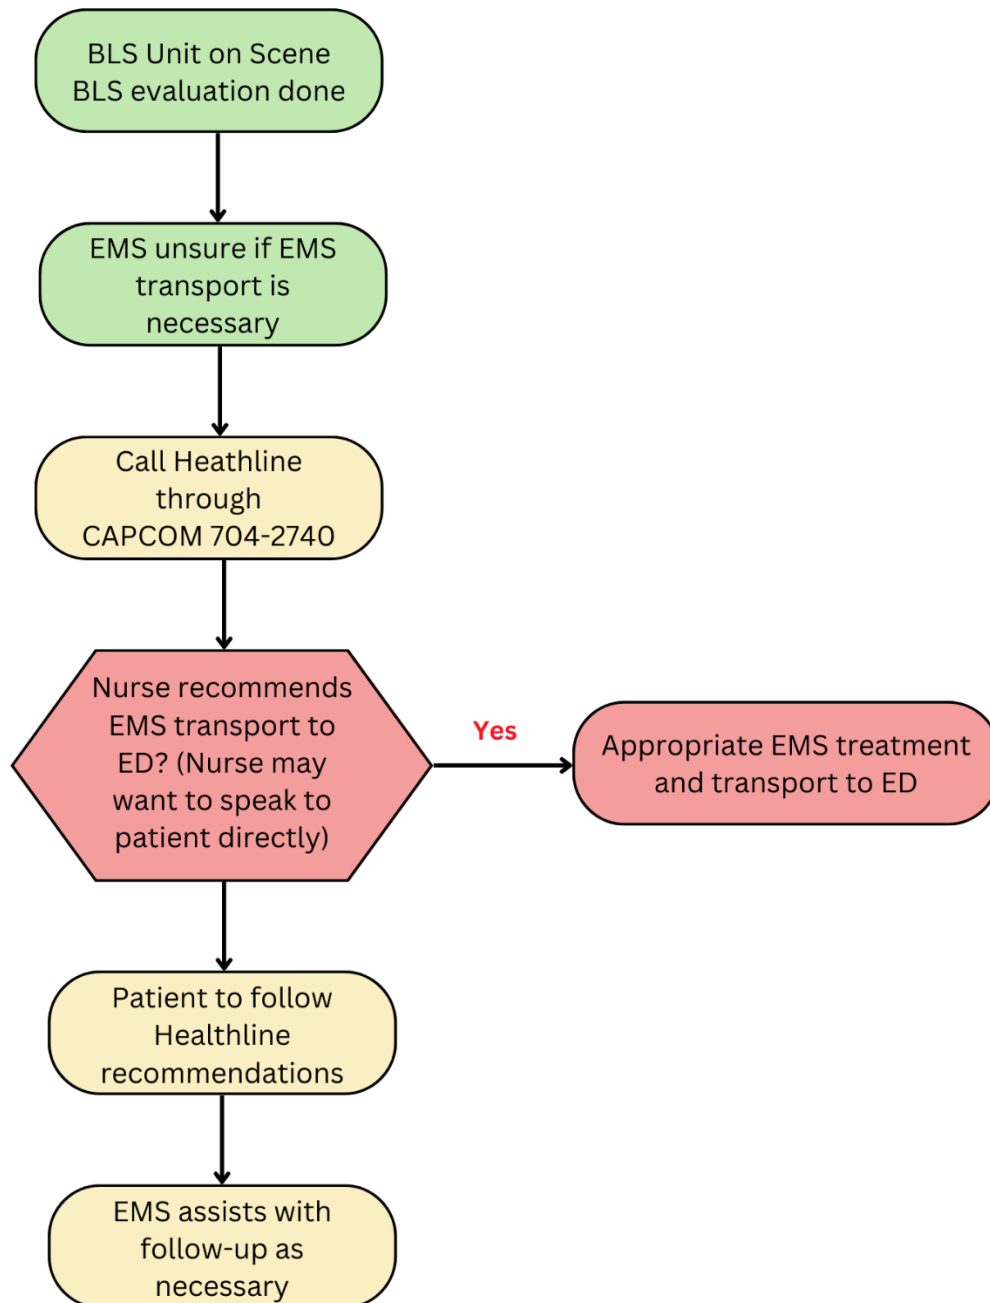 BLS Unit on Scene
BLS evaluation done
EMS unsure if EMS
transport is
necessary
Call Heathline
through
CAPCOM 704-2740
Nurse recommends
EMS transport to
ED? (Nurse may
want to speak to
patient directly)
Yes
Appropriate EMS treatment
and transport to ED
Patient to follow
Healthline
recommendations
EMS assists with
follow-up as
necessary